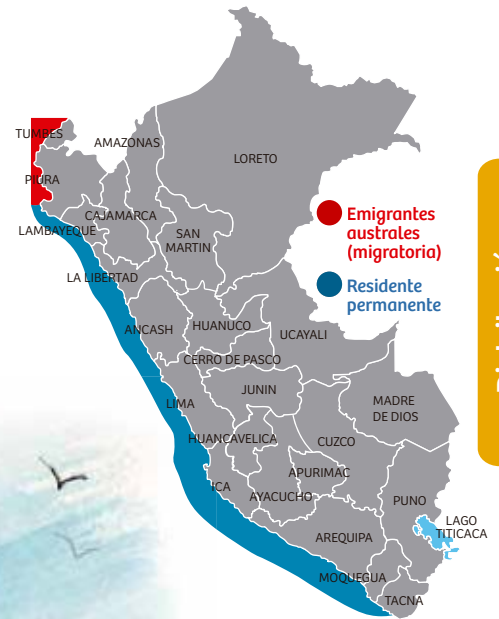 TUMBES
AMAZONAS
LORETO
PIURA
CAJAMARCA
LAMBAYEQUE
SAN
MARTIN
LA LIBERTAD
Emigrantes
australes
(migratoria)
Residente
permanente
ANCASH
HUANUCO
UCAYALI
CERRO DE PASCO
JUNIN
LIMA
MADRE
DE DIOS
HUANCAVELICA
CUZCO
APURIMAC
ICA
AYACUCHO
PUNO
LAGO
TITICACA
AREQUIPA
MOQUEGUA
TACNA